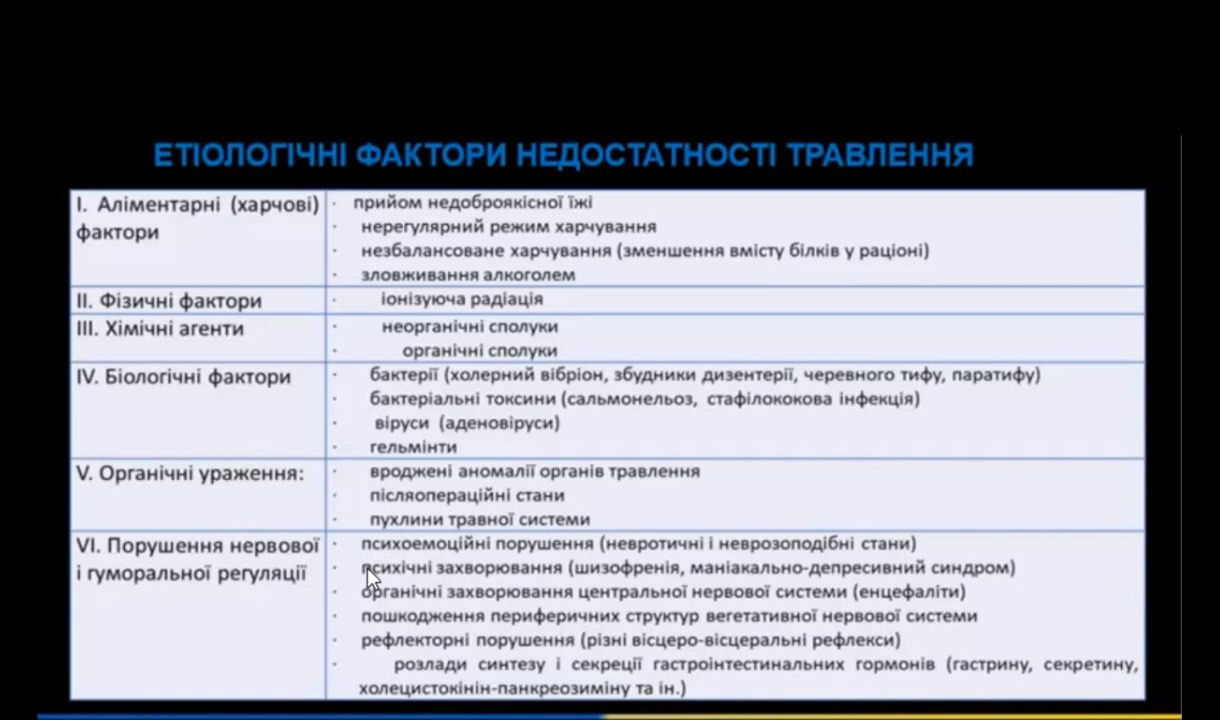 ЕТІОЛОГІЧНІ ФАКТОРИ НЕДОСТАТНОСТІ ТРАВЛЕННЯ
І. Аліментарні (харчові) фактори
· прийом недоброякісної їжі
· нерегулярний режим харчування
· незбалансоване харчування (зменшення вмісту білків у раціоні)
· зловживання алкоголем
ІІ. Фізичні фактори
· іонізуюча радіація
ІІІ. Хімічні агенти
· неорганічні сполуки
· органічні сполуки
IV. Біологічні фактори
· бактерії (холерний вібріон, збудники дизентерії, черевного тифу, паратифу)
· бактеріальні токсини (сальмонельоз, стафілококова інфекція)
· віруси (аденовіруси)
· гельмінти
V. Органічні ураження:
· вроджені аномалії органів травлення
· післяопераційні стани
· пухлини травної системи
VI. Порушення нервової
і гуморальної регуляції
· психоемоційні порушення (невротичні і неврозоподібні стани)
· психічні захворювання (шизофренія, маніакально-депресивний синдром)
· органічні захворювання центральної нервової системи (енцефаліти)
· пошкодження периферичних структур вегетативної нервової системи
· рефлекторні порушення (різні вісцеро-вісцеральні рефлекси)
· розлади синтезу і секреції гастроінтестинальних гормонів (гастрину, секретину,
холецистокінін-панкреозиміну та ін.)